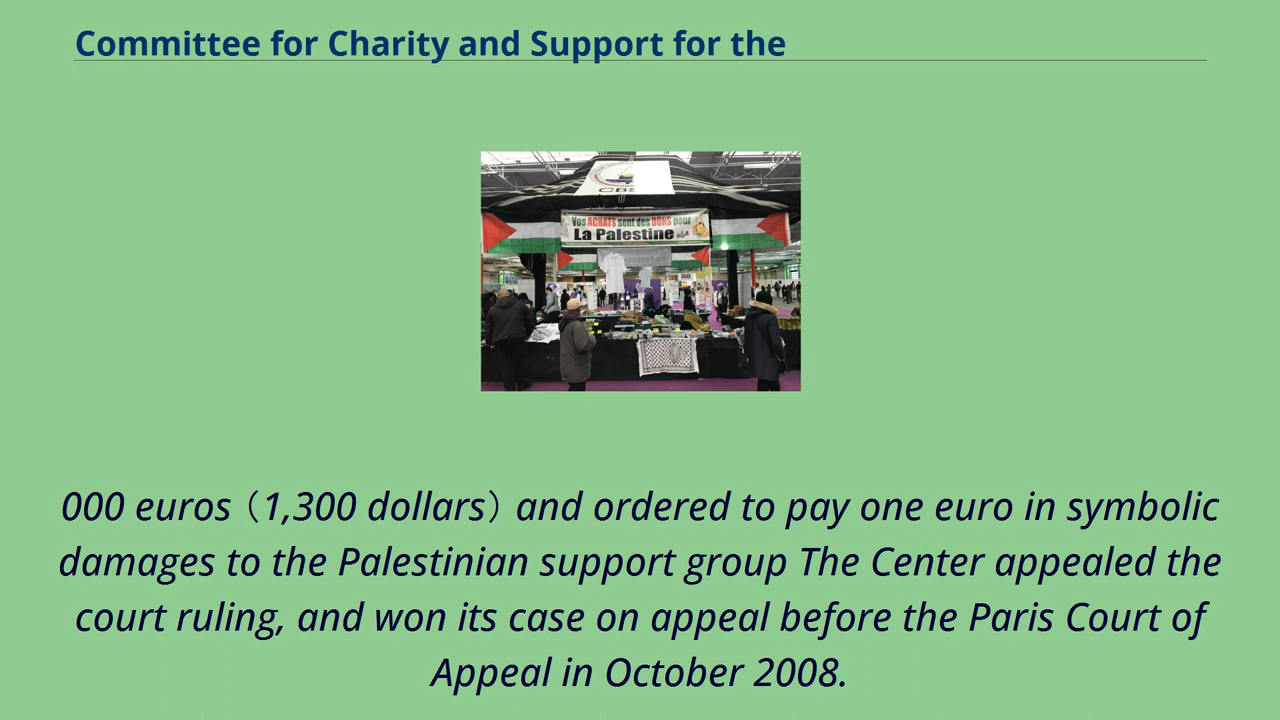 Committee for Charity and Support for the
Vos ACHATS sont des DONS pour
La Palestine
000 euros（1,300 dollars）and ordered to pay one euro in symbolic
damages to the Palestinian support group The Center appealed the
court ruling, and won its case on appeal before the Paris Court of
Appeal in October 2008.